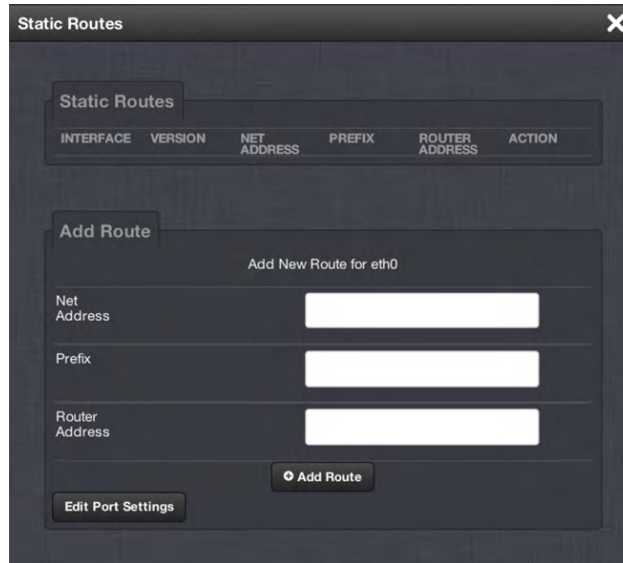 Static Routes
Static Routes
INTERFACE VERSION NET ADDRESS PREFIX ROUTER ADDRESS ACTION
Add Route
Add New Route for eth0
Net
Address
Prefix
Router
Address
Add Route
Edit Port Settings